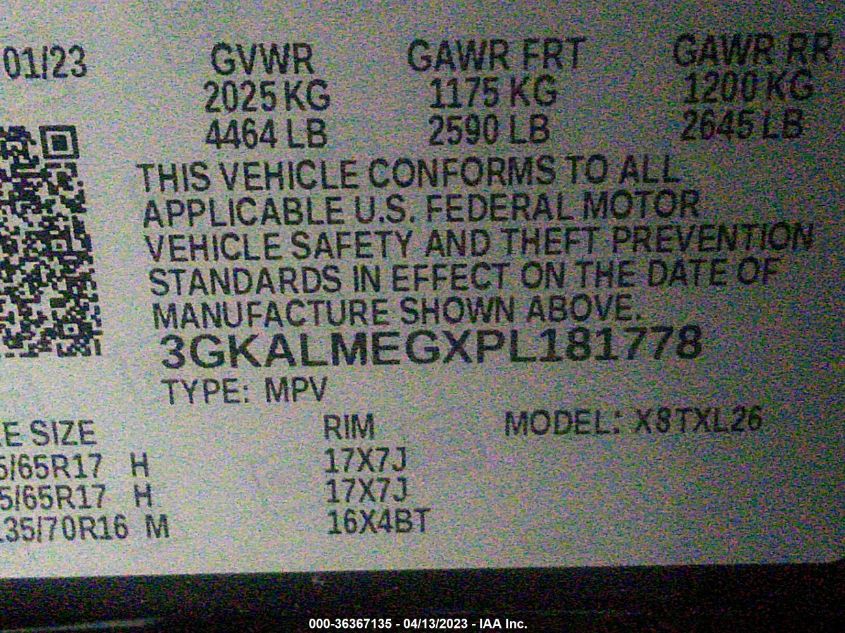 01/23 GVWR GAWR FRT GAWR RR
2025 KG 1175 KG 1200 KG
4464 LB 2590 LB 2645 LB
THIS VEHICLE CONFORMS TO ALL
APPLICABLE U.S. FEDERAL MOTOR
VEHICLE SAFETY AND THEFT PREVENTION
STANDARDS IN EFFECT ON THE DATE OF
MANUFACTURE SHOWN ABOVE.
3GKALMEGXPL181778
TYPE: MPV
E SIZE RIM MODEL: X8TXL26
5/65R17 H 17X7J
5/65R17 H 17X7J
135/70R16 M 16X4BT
000-36367135 - 04/13/2023 - IAA Inc.